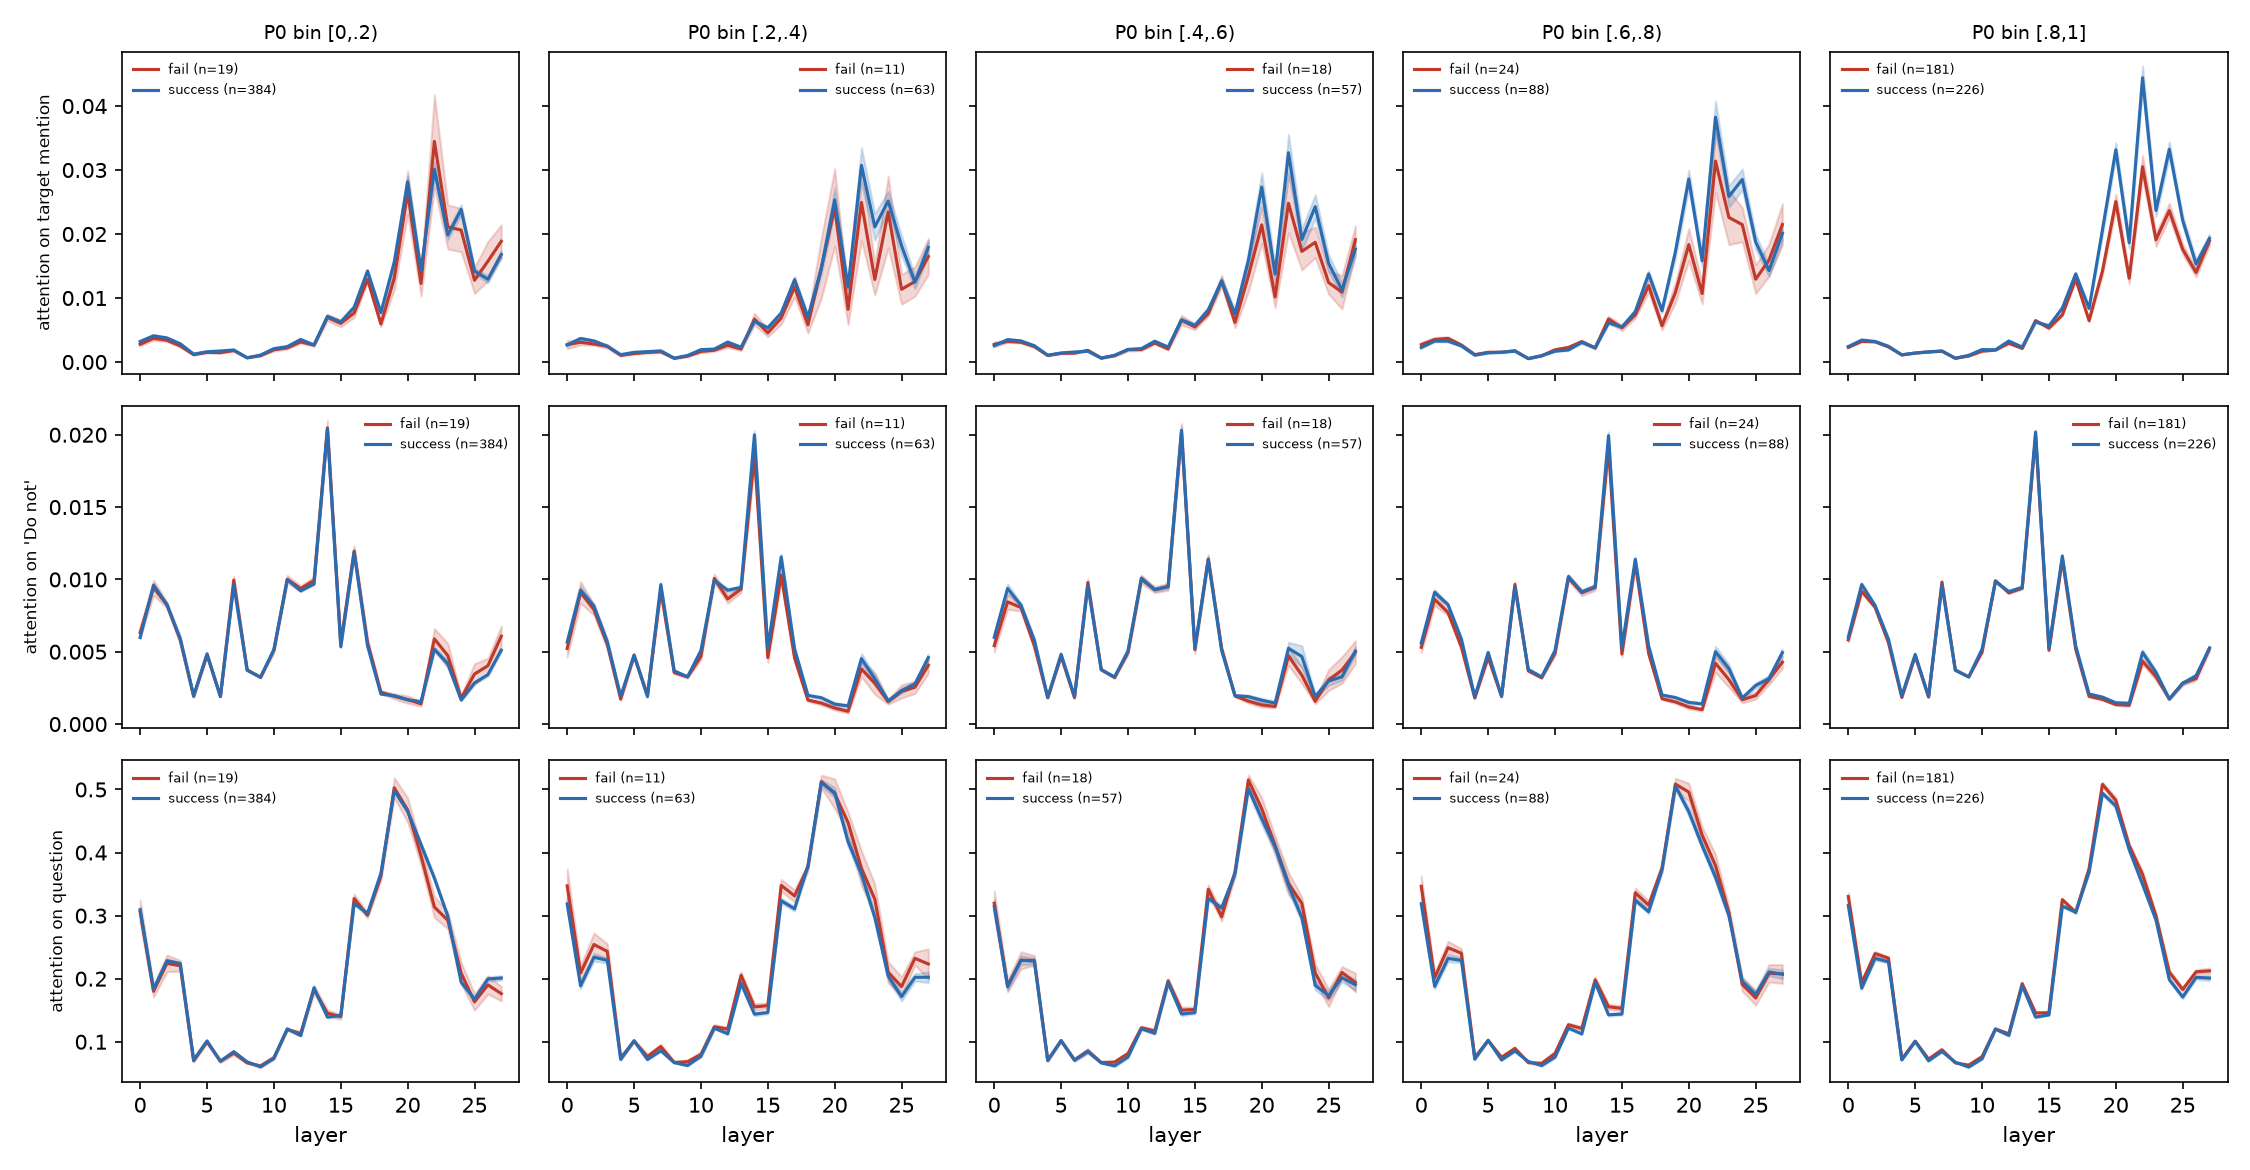 P0 bin [0,.2)
P0 bin [.2,.4)
P0 bin [.4,.6)
P0 bin [.6,.8)
P0 bin [.8,1]
attention on target mention
0.04
0.03
0.02
0.01
0.00
fail (n=19)
success (n=384)
fail (n=11)
success (n=63)
fail (n=18)
success (n=57)
fail (n=24)
success (n=88)
fail (n=181)
success (n=226)
attention on 'Do not'
0.020
0.015
0.010
0.005
0.000
fail (n=19)
success (n=384)
fail (n=11)
success (n=63)
fail (n=18)
success (n=57)
fail (n=24)
success (n=88)
fail (n=181)
success (n=226)
attention on question
0.5
0.4
0.3
0.2
0.1
fail (n=19)
success (n=384)
fail (n=11)
success (n=63)
fail (n=18)
success (n=57)
fail (n=24)
success (n=88)
fail (n=181)
success (n=226)
0 5 10 15 20 25
0 5 10 15 20 25
0 5 10 15 20 25
0 5 10 15 20 25
0 5 10 15 20 25
layer
layer
layer
layer
layer